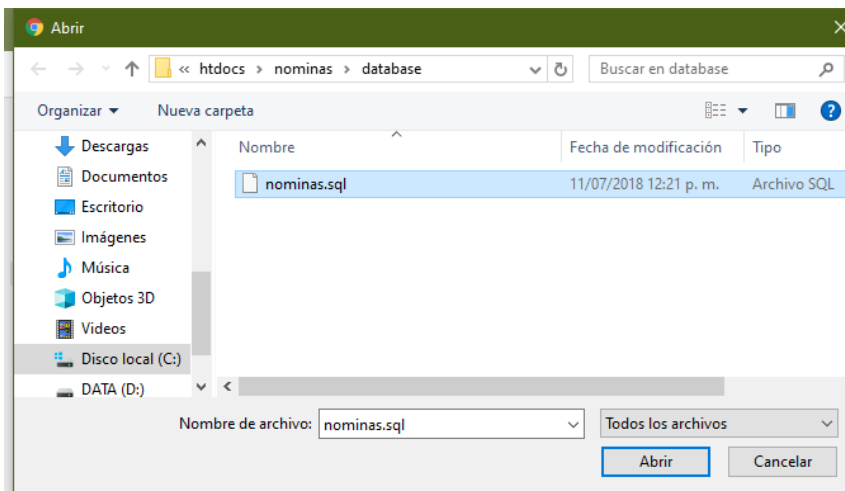 Abrir
« htdocs > nominas > database
Buscar en database
Organizar
Nueva carpeta
Nombre
Fecha de modificación
Tipo
nominas.sql
11/07/2018 12:21 p. m.
Archivo SQL
Descargas
Documentos
Escritorio
Imágenes
Música
Objetos 3D
Videos
Disco local (C:)
DATA (D:)
Nombre de archivo:
nominas.sql
Todos los archivos
Abrir
Cancelar